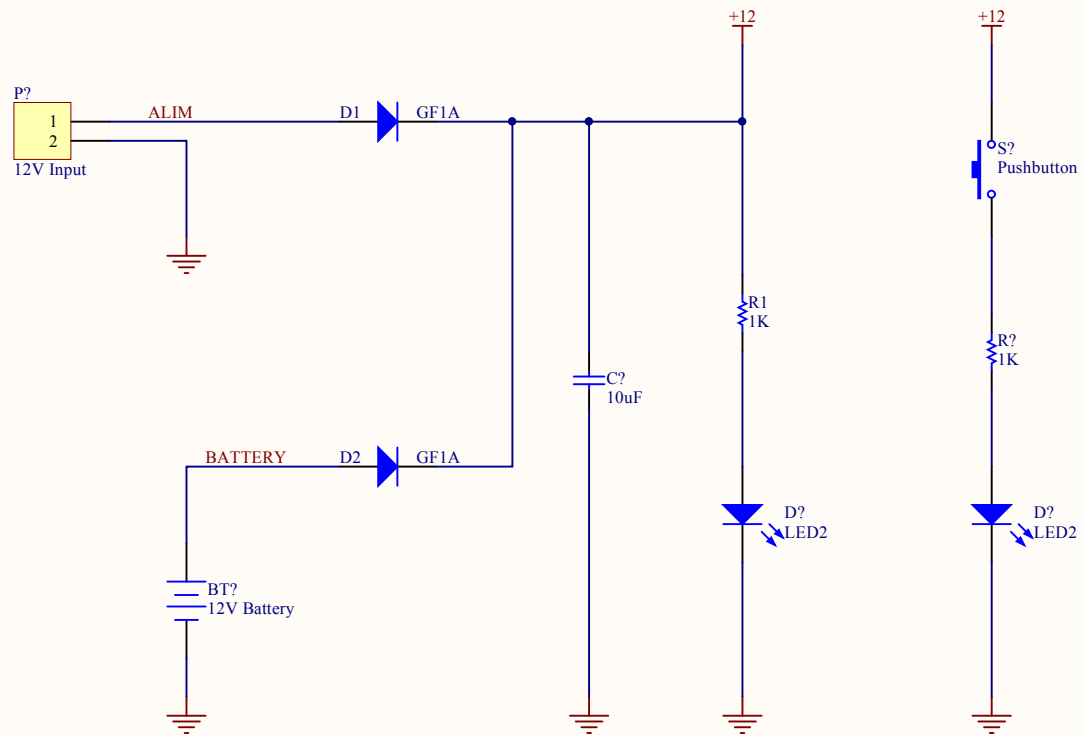 +12
+12
P?
1
2
12V Input
ALIM
D1
GF1A
S?
Pushbutton
R1
1K
R?
1K
C?
10uF
BATTERY
D2
GF1A
D?
LED2
D?
LED2
BT?
12V Battery